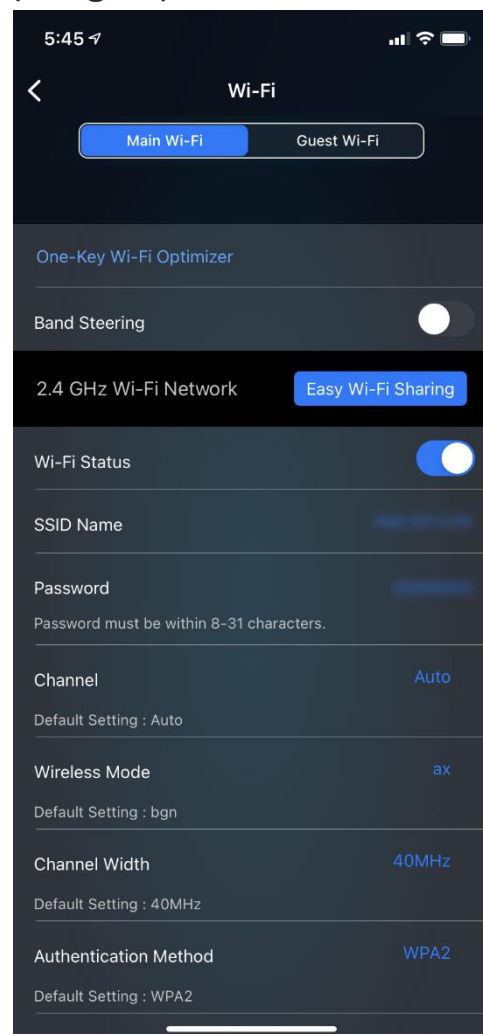 5:45
Wi-Fi
Main Wi-Fi Guest Wi-Fi
One-Key Wi-Fi Optimizer
Band Steering
2.4 GHz Wi-Fi Network Easy Wi-Fi Sharing
Wi-Fi Status
SSID Name
Password
Password must be within 8-31 characters.
Channel Auto
Default Setting : Auto
Wireless Mode ax
Default Setting : bgn
Channel Width 40MHz
Default Setting : 40MHz
Authentication Method WPA2
Default Setting : WPA2